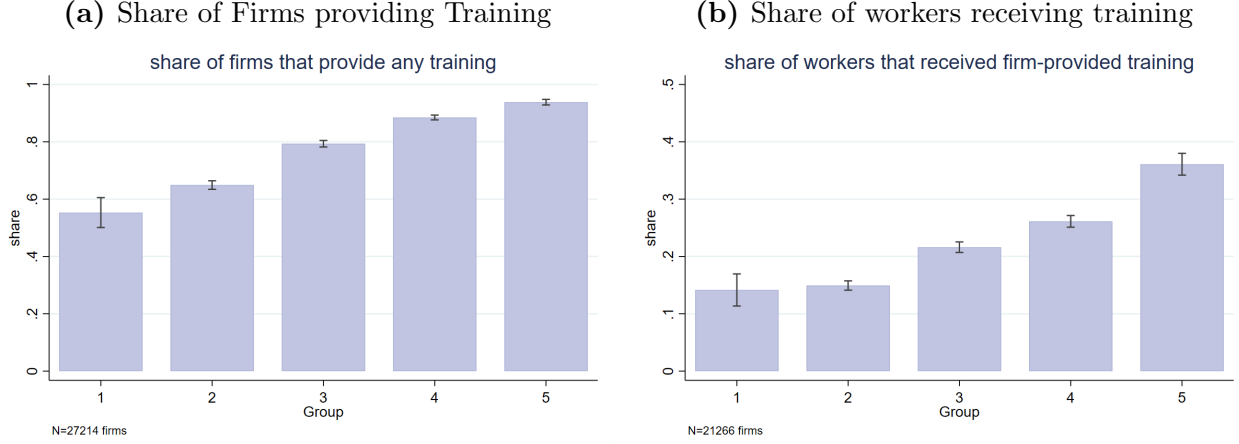 (a) Share of Firms providing Training
share of firms that provide any training
1
.8
.6
.4
.2
0
share
1 2 3 4 5
Group
N=27214 firms
(b) Share of workers receiving training
share of workers that received firm-provided training
.5
.4
.3
.2
.1
0
share
1 2 3 4 5
Group
N=21266 firms